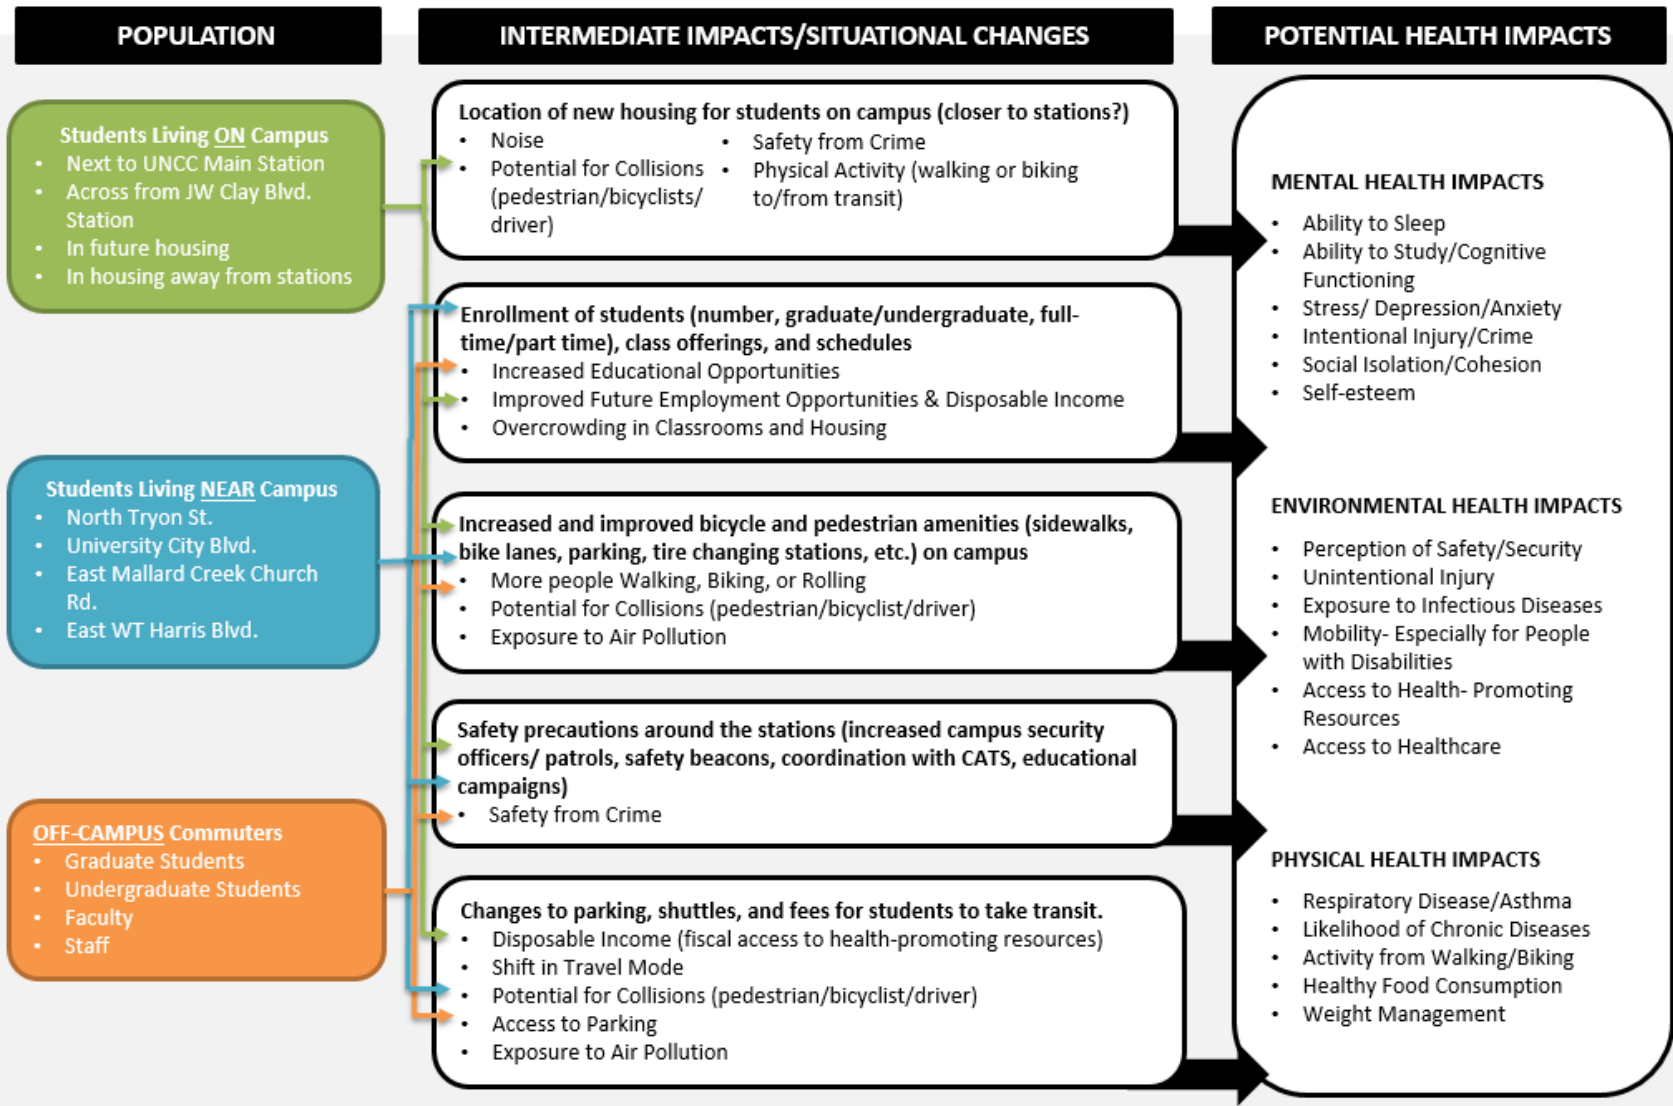 POPULATION
INTERMEDIATE IMPACTS/SITUATIONAL CHANGES
POTENTIAL HEALTH IMPACTS
Students Living ON Campus
• Next to UNCC Main Station
• Across from JW Clay Blvd.
Station
• In future housing
• In housing away from stations
Students Living NEAR Campus
• North Tryon St.
• University City Blvd.
• East Mallard Creek Church
Rd.
• East WT Harris Blvd.
OFF-CAMPUS Commuters
• Graduate Students
• Undergraduate Students
• Faculty
• Staff
Location of new housing for students on campus (closer to stations?)
• Noise
• Potential for Collisions
(pedestrian/bicyclists/
driver)
• Safety from Crime
• Physical Activity (walking or biking
to/from transit)
Enrollment of students (number, graduate/undergraduate, full-
time/part time), class offerings, and schedules
• Increased Educational Opportunities
• Improved Future Employment Opportunities & Disposable Income
• Overcrowding in Classrooms and Housing
Increased and improved bicycle and pedestrian amenities (sidewalks,
bike lanes, parking, tire changing stations, etc.) on campus
• More people Walking, Biking, or Rolling
• Potential for Collisions (pedestrian/bicyclist/driver)
• Exposure to Air Pollution
Safety precautions around the stations (increased campus security
officers/ patrols, safety beacons, coordination with CATS, educational
campaigns)
• Safety from Crime
Changes to parking, shuttles, and fees for students to take transit.
• Disposable Income (fiscal access to health-promoting resources)
• Shift in Travel Mode
• Potential for Collisions (pedestrian/bicyclist/driver)
• Access to Parking
• Exposure to Air Pollution
MENTAL HEALTH IMPACTS
• Ability to Sleep
• Ability to Study/Cognitive
Functioning
• Stress/ Depression/Anxiety
• Intentional Injury/Crime
• Social Isolation/Cohesion
• Self-esteem
ENVIRONMENTAL HEALTH IMPACTS
• Perception of Safety/Security
• Unintentional Injury
• Exposure to Infectious Diseases
• Mobility- Especially for People
with Disabilities
• Access to Health- Promoting
Resources
• Access to Healthcare
PHYSICAL HEALTH IMPACTS
• Respiratory Disease/Asthma
• Likelihood of Chronic Diseases
• Activity from Walking/Biking
• Healthy Food Consumption
• Weight Management